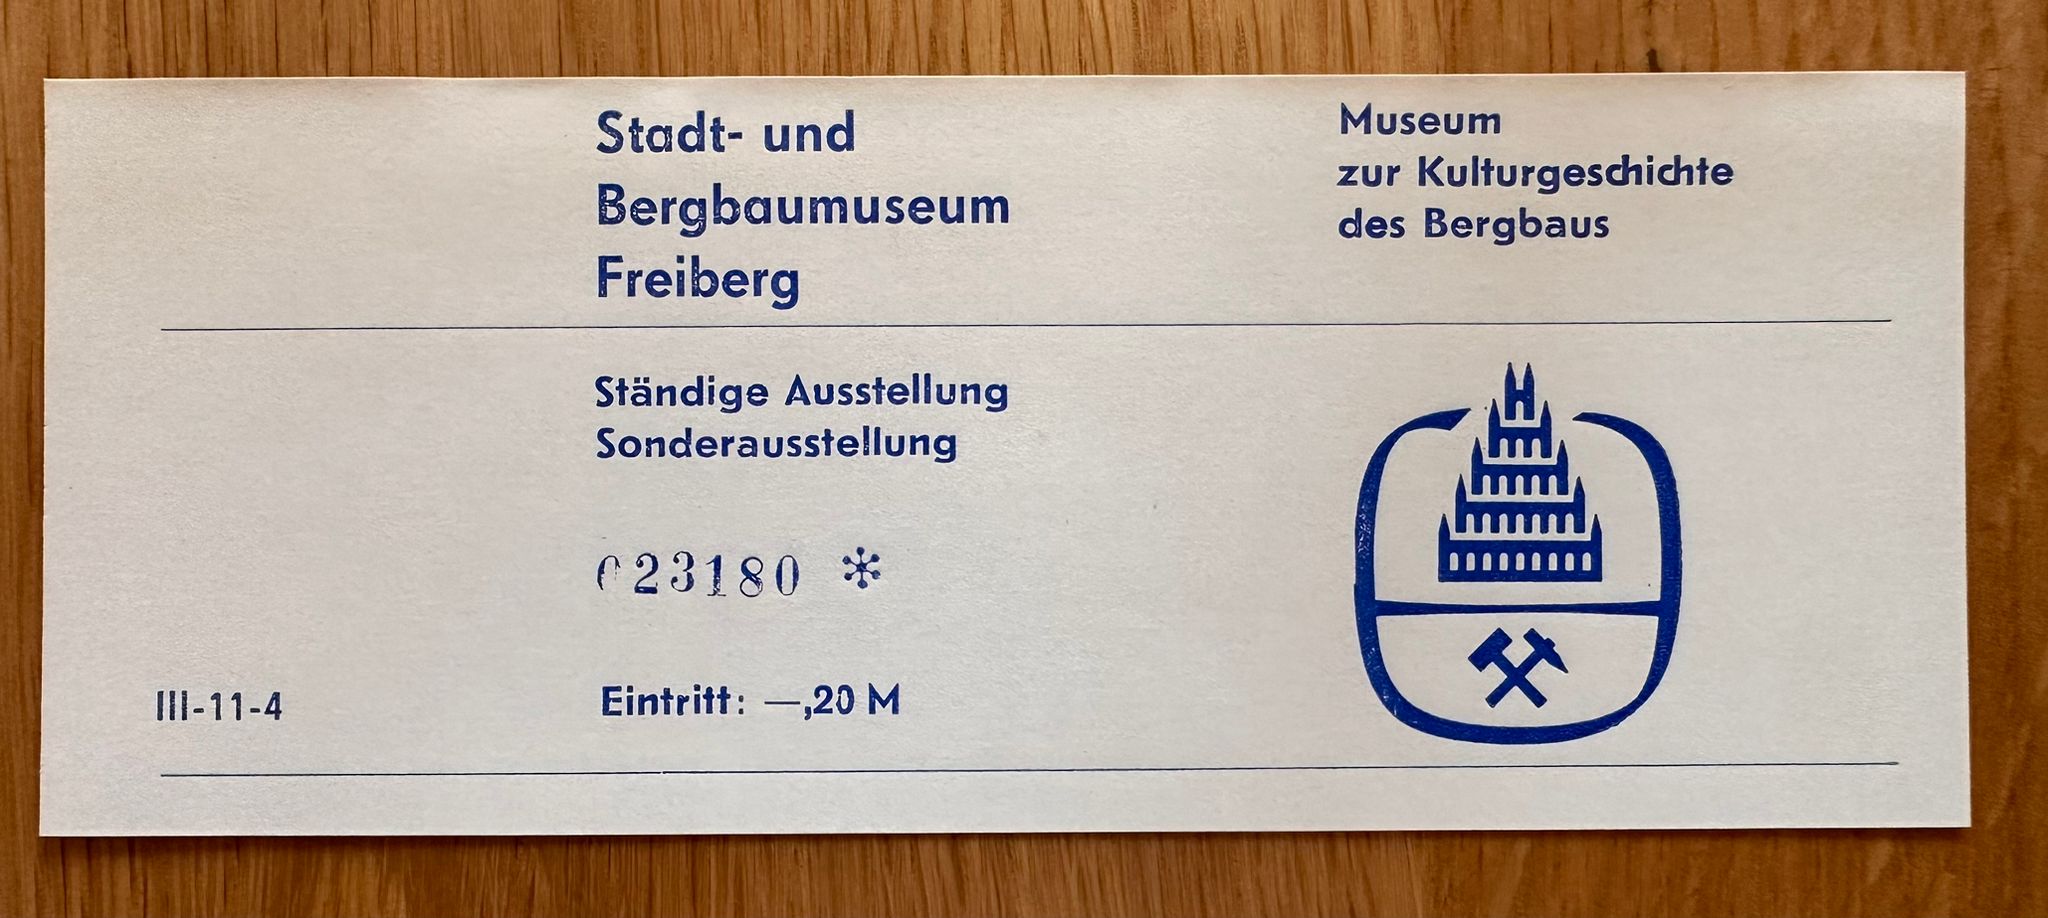 Stadt- und
Bergbaumuseum
Freiberg
Museum
zur Kulturgeschichte
des Bergbaus
Ständige Ausstellung
Sonderausstellung
023180 *
III-11-4
Eintritt: —,20 M